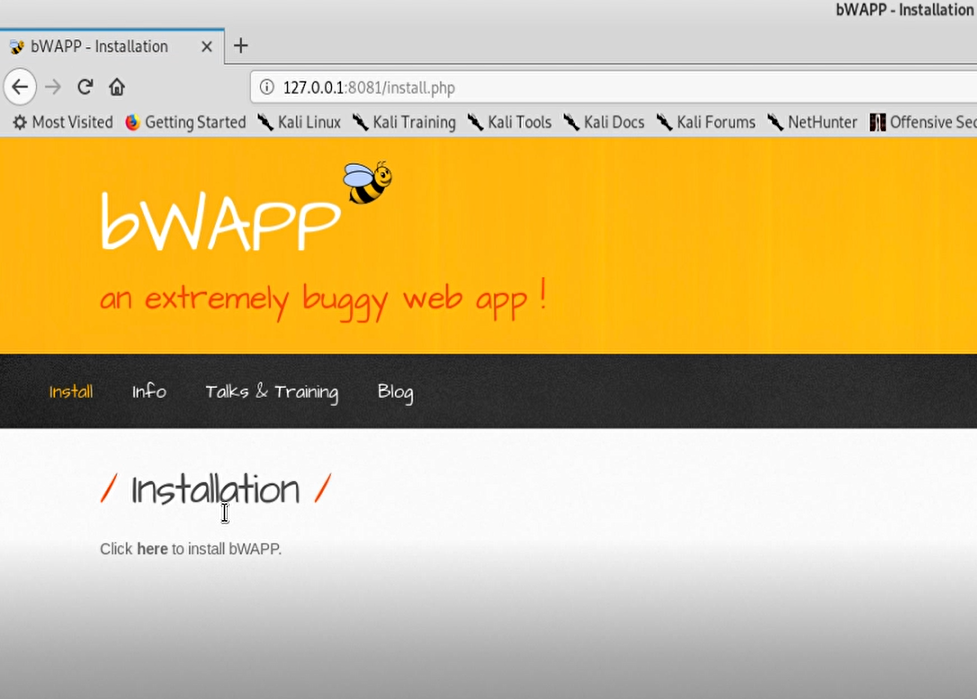 bWAPP - Installation
bWAPP - Installation
127.0.0.1:8081/install.php
Most Visited Getting Started Kali Linux Kali Training Kali Tools Kali Docs Kali Forums NetHunter Offensive Sec
bWAPP
an extremely buggy web app !
Install Info Talks & Training Blog
/ Installation /
Click here to install bWAPP.